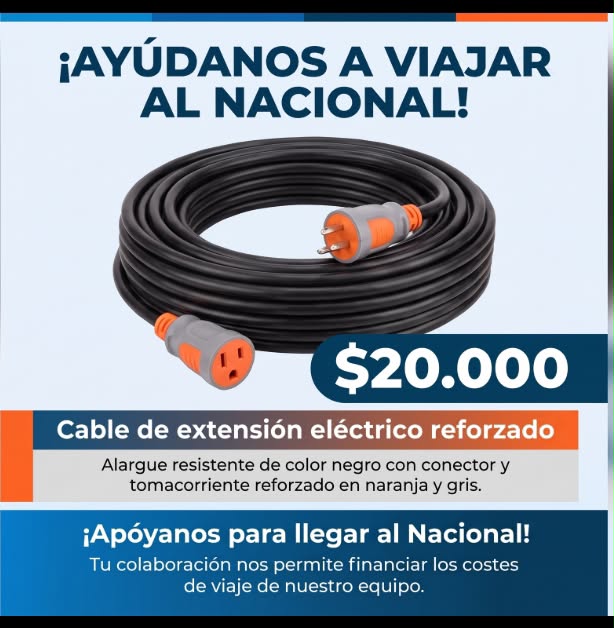 ¡AYÚDANOS A VIAJAR
AL NACIONAL!
$20.000
Cable de extensión eléctrico reforzado
Alargue resistente de color negro con conector y
tomacorriente reforzado en naranja y gris.
¡Apóyanos para llegar al Nacional!
Tu colaboración nos permite financiar los costes
de viaje de nuestro equipo.